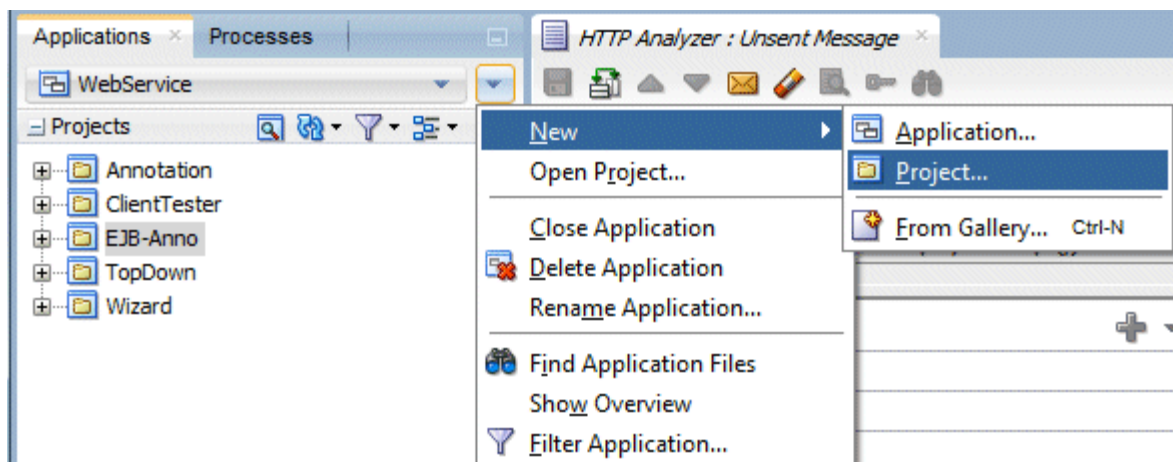 Applications
Processes
HTTP Analyzer : Unsent Message
WebService
Projects
Annotation
ClientTester
EJB-Anno
TopDown
Wizard
New
Open Project...
Close Application
Delete Application
Rename Application...
Find Application Files
Show Overview
Filter Application...
Application...
Project...
From Gallery... Ctrl-N